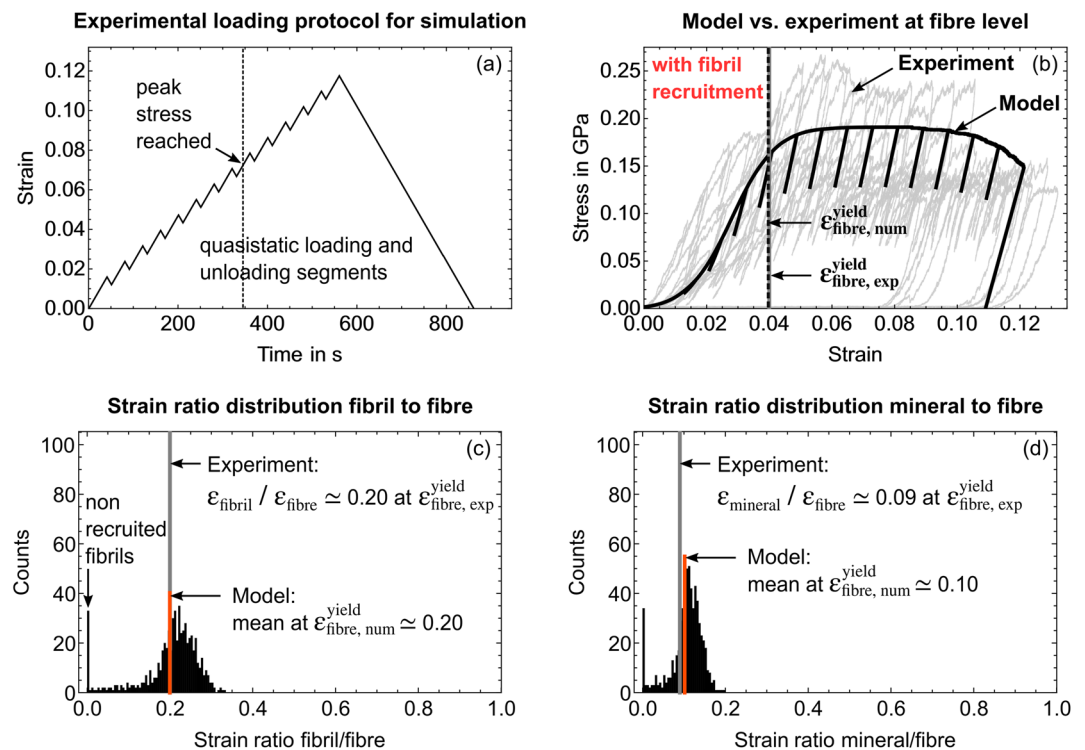 Experimental loading protocol for simulation
(a)
Strain
0.12
0.10
0.08
0.06
0.04
0.02
0.00
peak
stress
reached
quasistatic loading and
unloading segments
0 200 400 600 800
Time in s
Model vs. experiment at fibre level
(b)
Stress in GPa
0.25
0.20
0.15
0.10
0.05
0.00
with fibril
recruitment
Experiment
Model
ε^yield_fibre, num
ε^yield_fibre, exp
0.00 0.02 0.04 0.06 0.08 0.10 0.12
Strain
Strain ratio distribution fibril to fibre
(c)
Counts
100
80
60
40
20
0
non
recruited
fibrils
Experiment:
ε_fibril / ε_fibre ≃ 0.20 at ε^yield_fibre, exp
Model:
mean at ε^yield_fibre, num ≃ 0.20
0.0 0.2 0.4 0.6 0.8 1.0
Strain ratio fibril/fibre
Strain ratio distribution mineral to fibre
(d)
Counts
100
80
60
40
20
0
Experiment:
ε_mineral / ε_fibre ≃ 0.09 at ε^yield_fibre, exp
Model:
mean at ε^yield_fibre, num ≃ 0.10
0.0 0.2 0.4 0.6 0.8 1.0
Strain ratio mineral/fibre